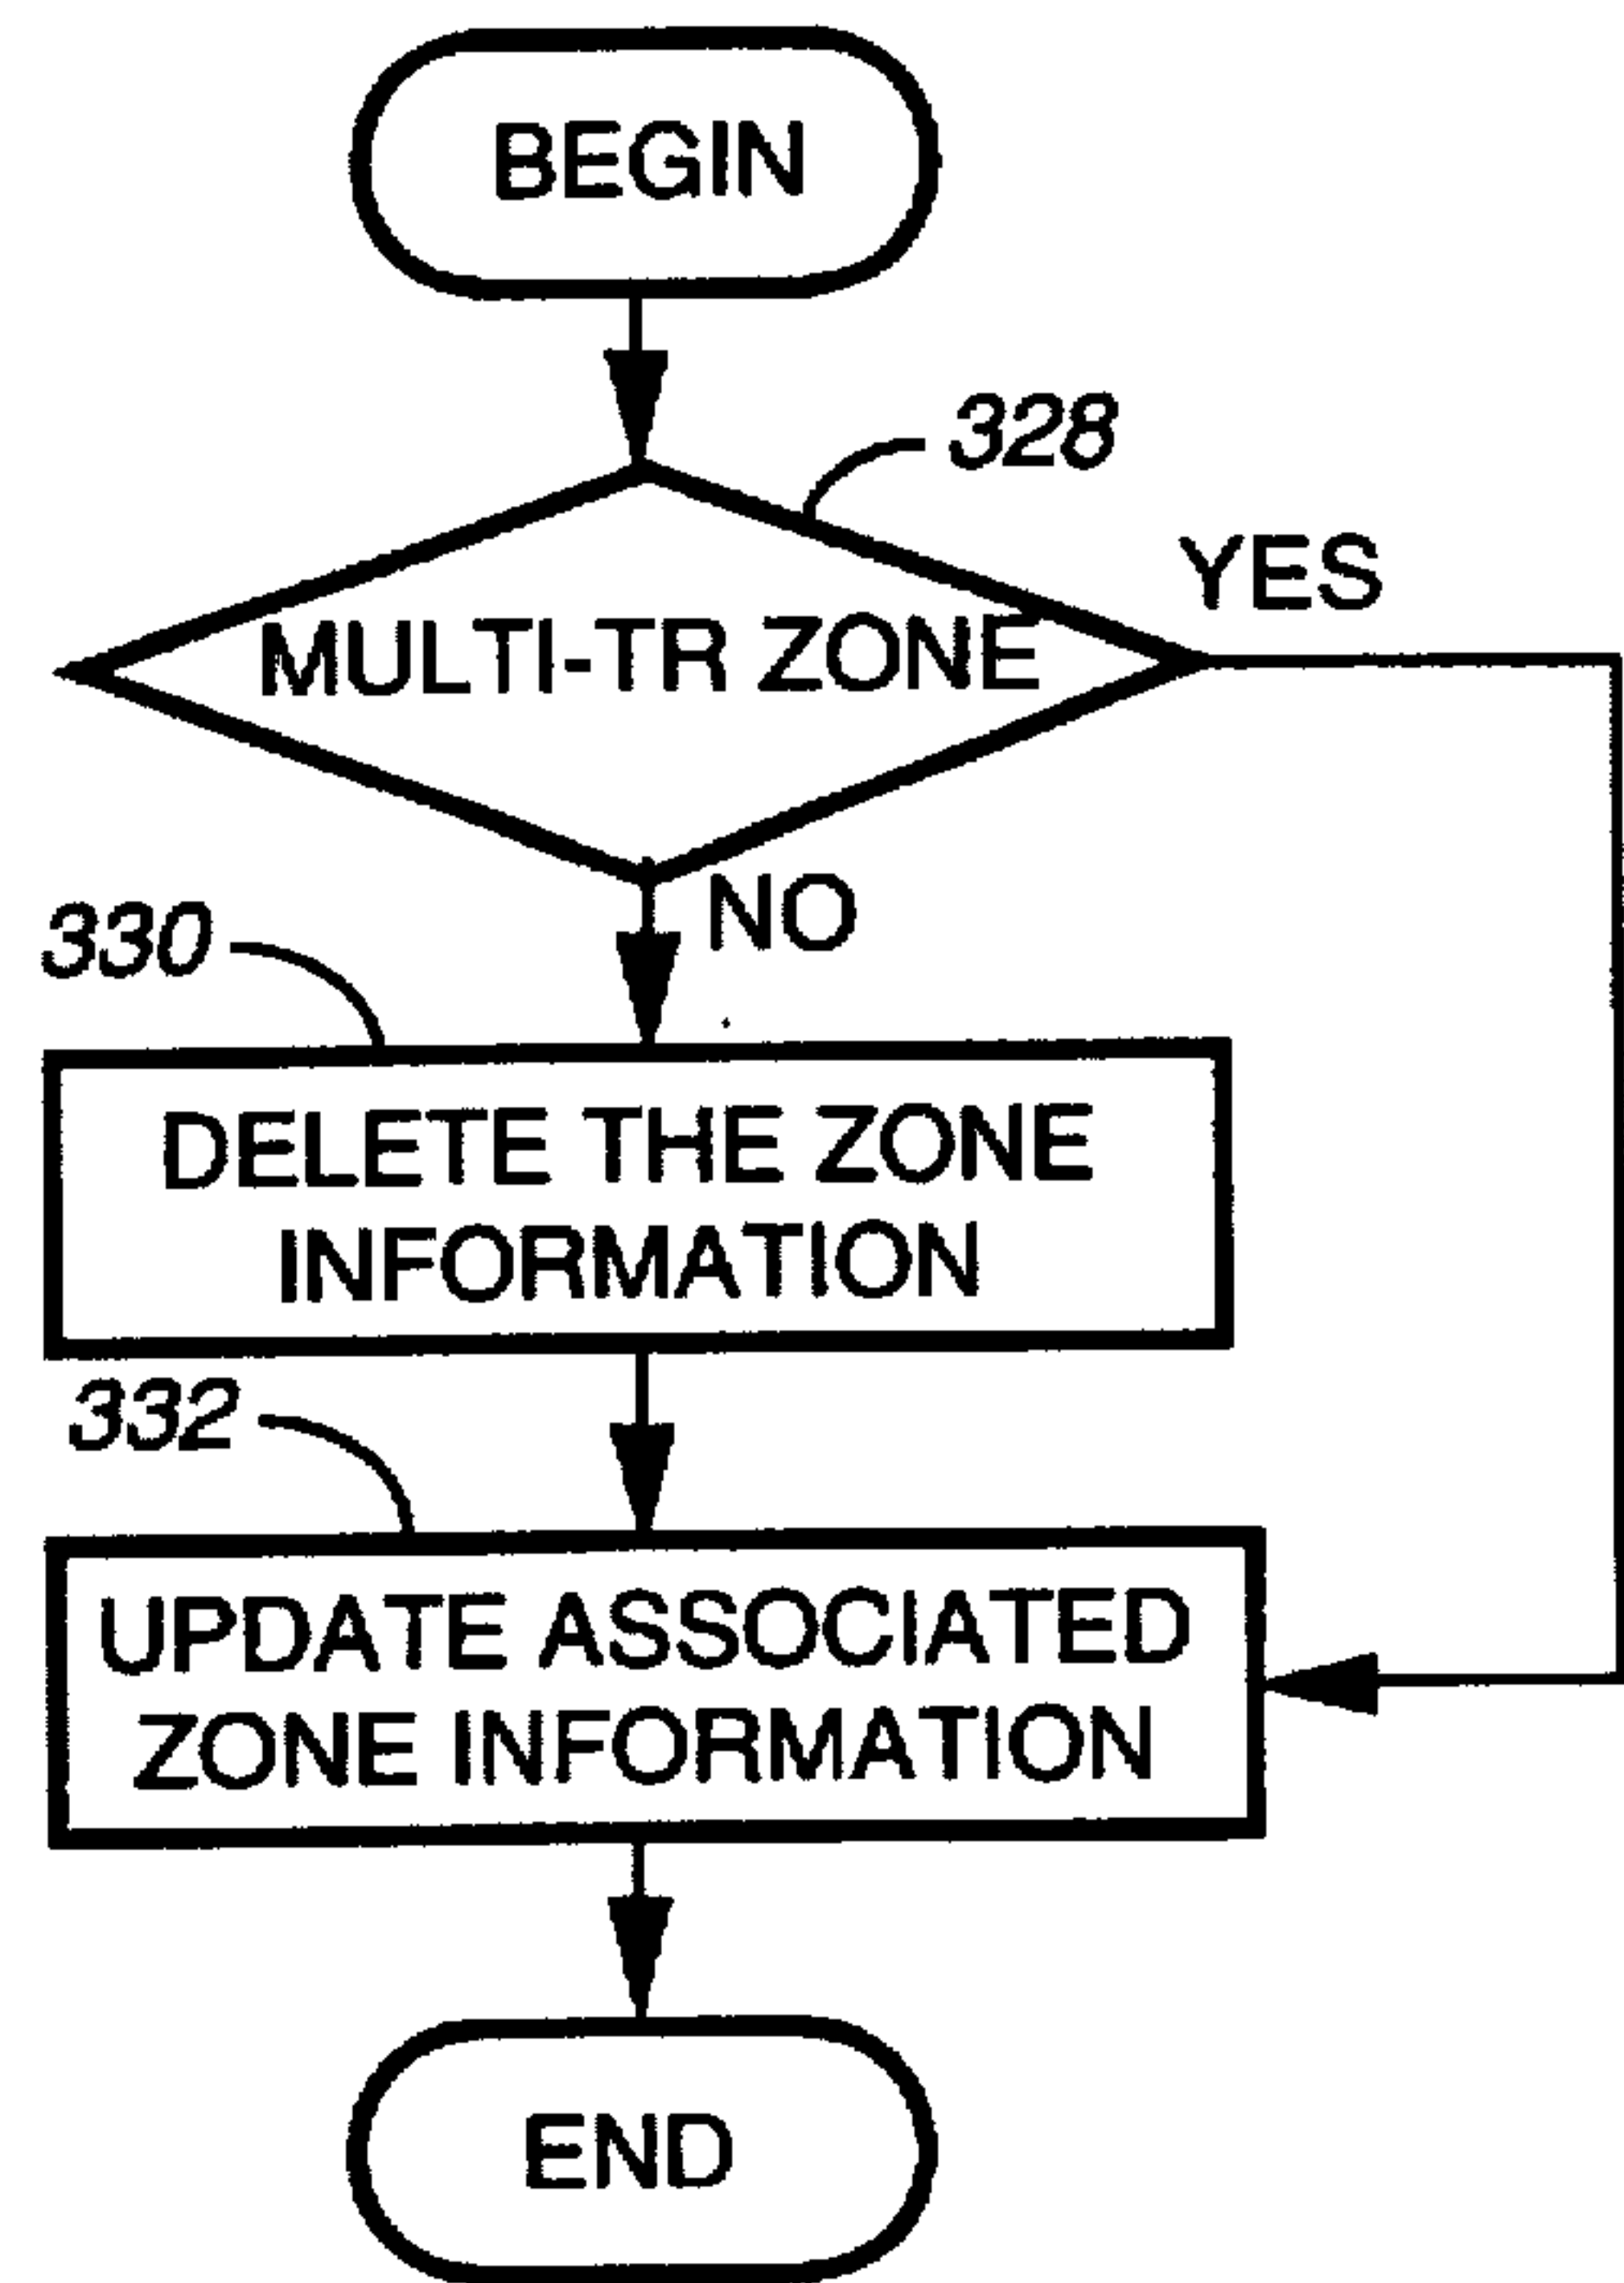 BEGIN
328
YES
MULTI-TR ZONE
NO
330
DELETE THE ZONE
INFORMATION
332
UPDATE ASSOCIATED
ZONE INFORMATION
END